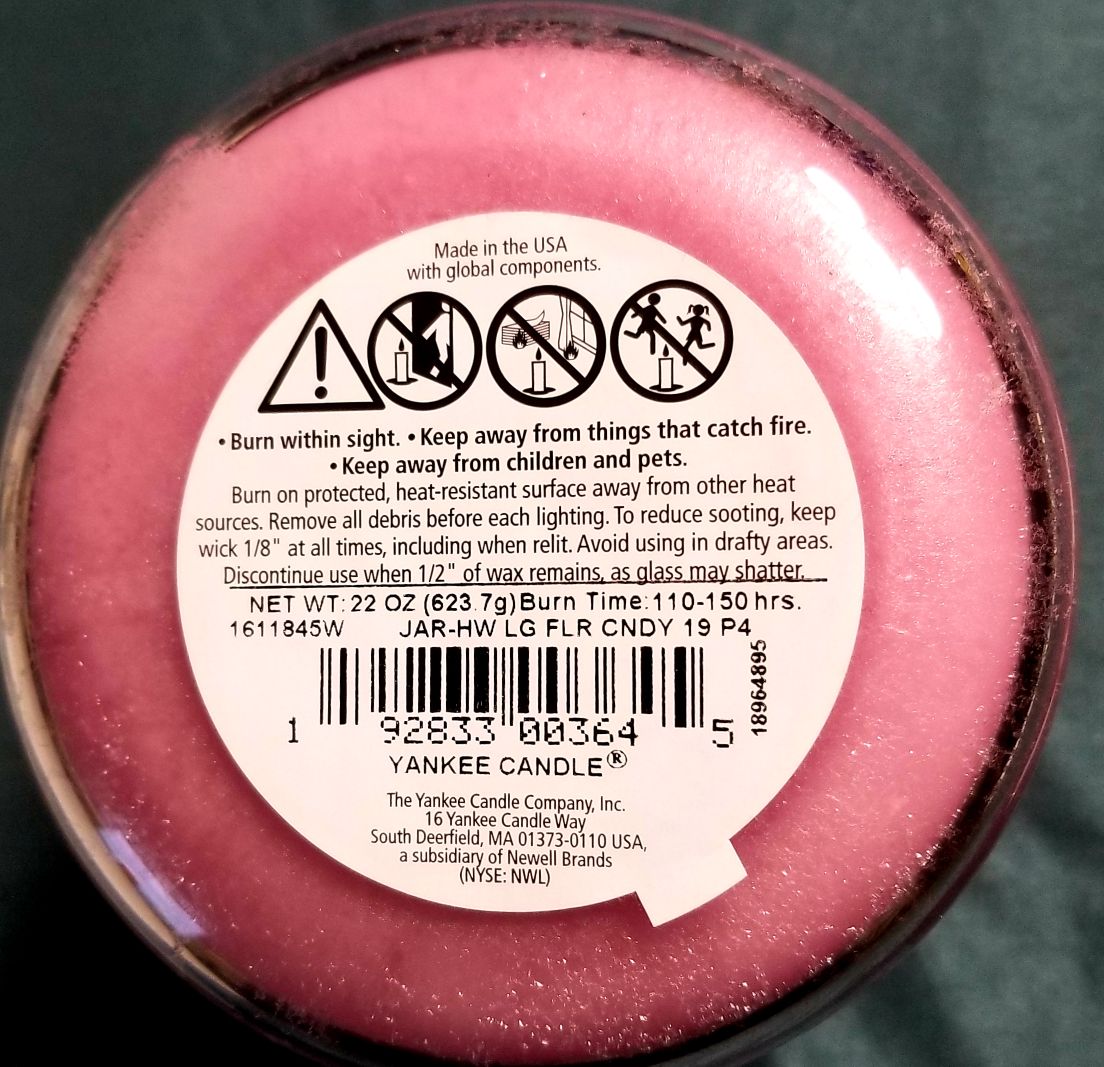 Made in the USA
with global components.
• Burn within sight. • Keep away from things that catch fire.
• Keep away from children and pets.
Burn on protected, heat-resistant surface away from other heat
sources. Remove all debris before each lighting. To reduce sooting, keep
wick 1/8" at all times, including when relit. Avoid using in drafty areas.
Discontinue use when 1/2" of wax remains, as glass may shatter.
NET WT: 22 OZ (623.7g) Burn Time: 110-150 hrs.
1611845W JAR-HW LG FLR CNDY 19 P4
18964895
1 92833 00364 5
YANKEE CANDLE®
The Yankee Candle Company, Inc.
16 Yankee Candle Way
South Deerfield, MA 01373-0110 USA,
a subsidiary of Newell Brands
(NYSE: NWL)